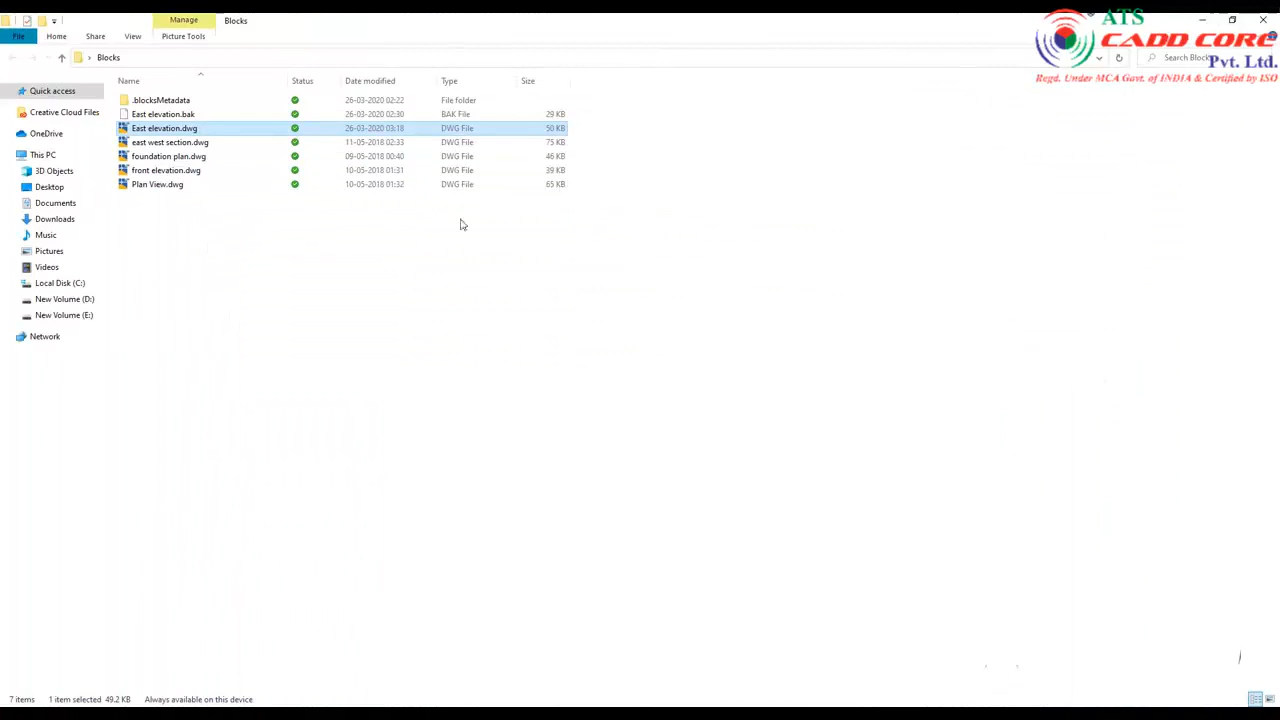 Manage
Blocks
File
Home
Share
View
Picture Tools
Blocks
Search
ATS
CADD CORE
Pvt. Ltd.
Regd. Under MCA Govt. of INDIA & Certified by ISO
Quick access
Creative Cloud Files
OneDrive
This PC
3D Objects
Desktop
Documents
Downloads
Music
Pictures
Videos
Local Disk (C:)
New Volume (D:)
New Volume (E:)
Network
Name Status Date modified Type Size
.blocksMetadata 26-03-2020 02:22 File folder
East elevation.bak 26-03-2020 02:30 BAK File 29 KB
East elevation.dwg 26-03-2020 03:18 DWG File 50 KB
east west section.dwg 11-05-2018 02:33 DWG File 75 KB
foundation plan.dwg 09-05-2018 00:40 DWG File 46 KB
front elevation.dwg 10-05-2018 01:31 DWG File 39 KB
Plan View.dwg 10-05-2018 01:32 DWG File 65 KB
7 items 1 item selected 49.2 KB Always available on this device